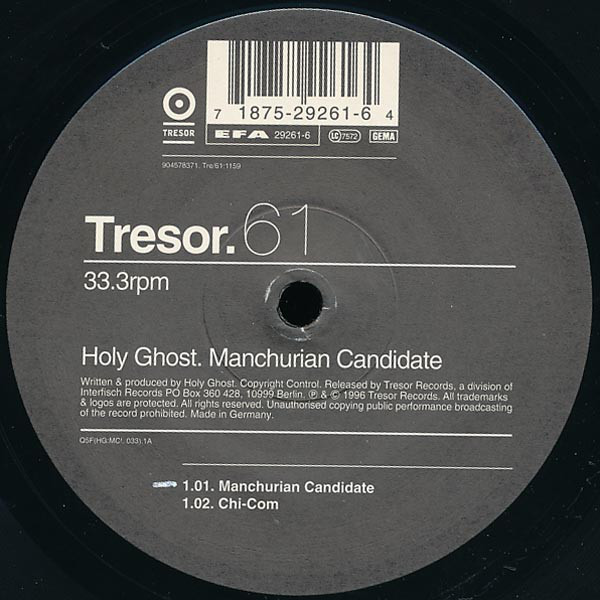 7 1875-29261-6 4
TRESOR
EFA 29261-6
LC 7572
GEMA
904578371. Tre/61:1159
Tresor.61
33.3rpm
Holy Ghost. Manchurian Candidate
Written & produced by Holy Ghost. Copyright Control. Released by Tresor Records, a division of
Interfisch Records PO Box 360 428, 10999 Berlin. ℗ & © 1996 Tresor Records. All trademarks
& logos are protected. All rights reserved. Unauthorised copying public performance broadcasting
of the record prohibited. Made in Germany.
Q5F(HG:MC!. 033).1A
1.01. Manchurian Candidate
1.02. Chi-Com